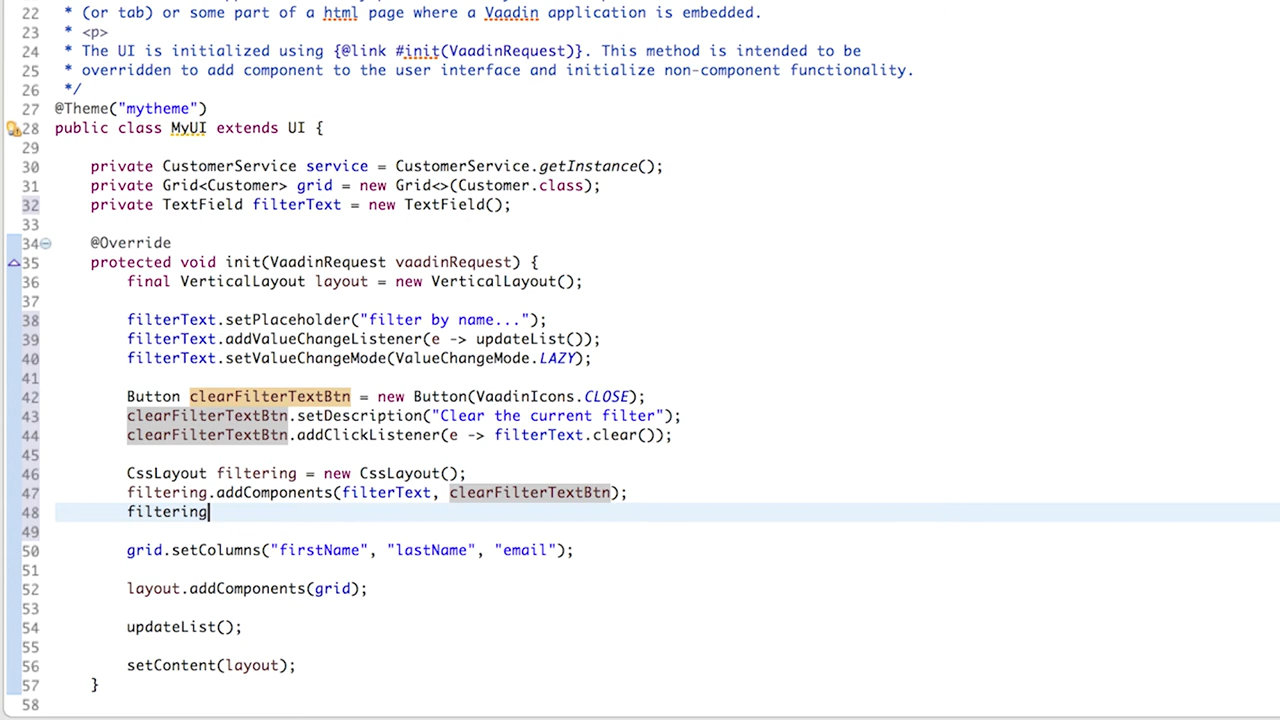 22 * (or tab) or some part of a html page where a Vaadin application is embedded.
23 * <p>
24 * The UI is initialized using {@link #init(VaadinRequest)}. This method is intended to be
25 * overridden to add component to the user interface and initialize non-component functionality.
26 */
27 @Theme("mytheme")
28 public class MyUI extends UI {
29
30 private CustomerService service = CustomerService.getInstance();
31 private Grid<Customer> grid = new Grid<>(Customer.class);
32 private TextField filterText = new TextField();
33
34 @Override
35 protected void init(VaadinRequest vaadinRequest) {
36 final VerticalLayout layout = new VerticalLayout();
37
38 filterText.setPlaceholder("filter by name...");
39 filterText.addValueChangeListener(e -> updateList());
40 filterText.setValueChangeMode(ValueChangeMode.LAZY);
41
42 Button clearFilterTextBtn = new Button(VaadinIcons.CLOSE);
43 clearFilterTextBtn.setDescription("Clear the current filter");
44 clearFilterTextBtn.addClickListener(e -> filterText.clear());
45
46 CssLayout filtering = new CssLayout();
47 filtering.addComponents(filterText, clearFilterTextBtn);
48 filtering
49
50 grid.setColumns("firstName", "lastName", "email");
51
52 layout.addComponents(grid);
53
54 updateList();
55
56 setContent(layout);
57 }
58